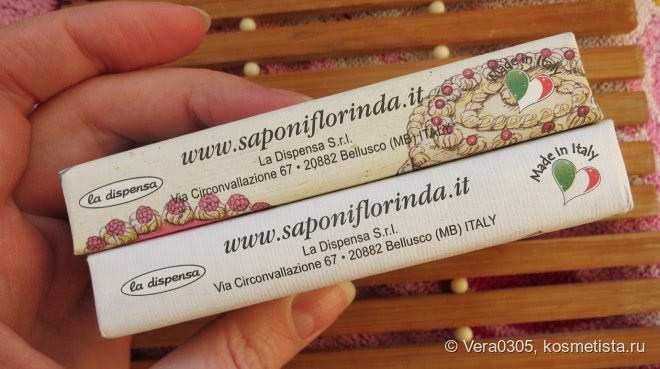 Made in Italy
www.saponiflorinda.it
La Dispensa S.r.l.
Via Circonvallazione 67 • 20882 Bellusco (MB) ITALY
la dispensa
Made in Italy
www.saponiflorinda.it
La Dispensa S.r.l.
Via Circonvallazione 67 • 20882 Bellusco (MB) ITALY
la dispensa
© Vera0305, kosmetista.ru